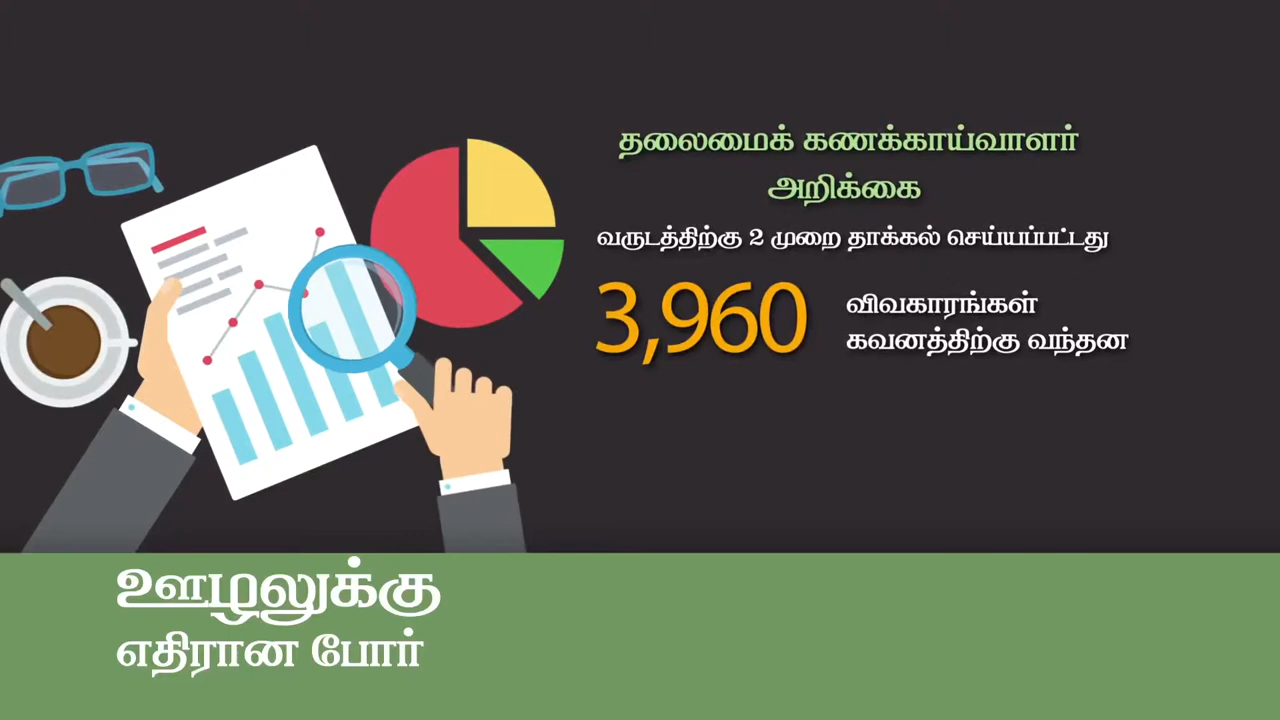 தலைமைக் கணக்காய்வாளர்
அறிக்கை
வருடத்திற்கு 2 முறை தாக்கல் செய்யப்பட்டது
3,960
விவகாரங்கள்
கவனத்திற்கு வந்தன
ஊழலுக்கு
எதிரான போர்